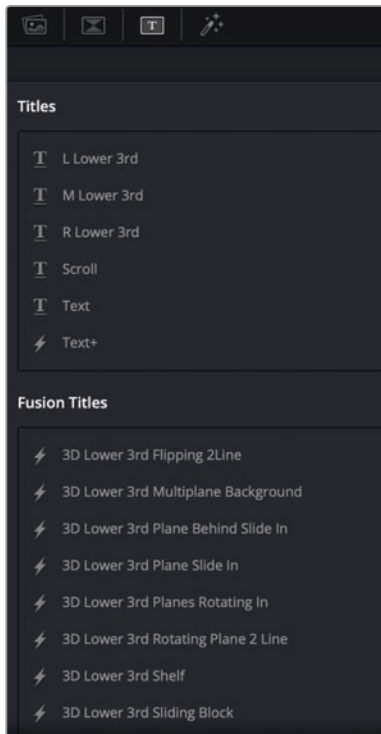 Titles
L Lower 3rd
M Lower 3rd
R Lower 3rd
Scroll
Text
Text+
Fusion Titles
3D Lower 3rd Flipping 2Line
3D Lower 3rd Multiplane Background
3D Lower 3rd Plane Behind Slide In
3D Lower 3rd Plane Slide In
3D Lower 3rd Planes Rotating In
3D Lower 3rd Rotating Plane 2 Line
3D Lower 3rd Shelf
3D Lower 3rd Sliding Block